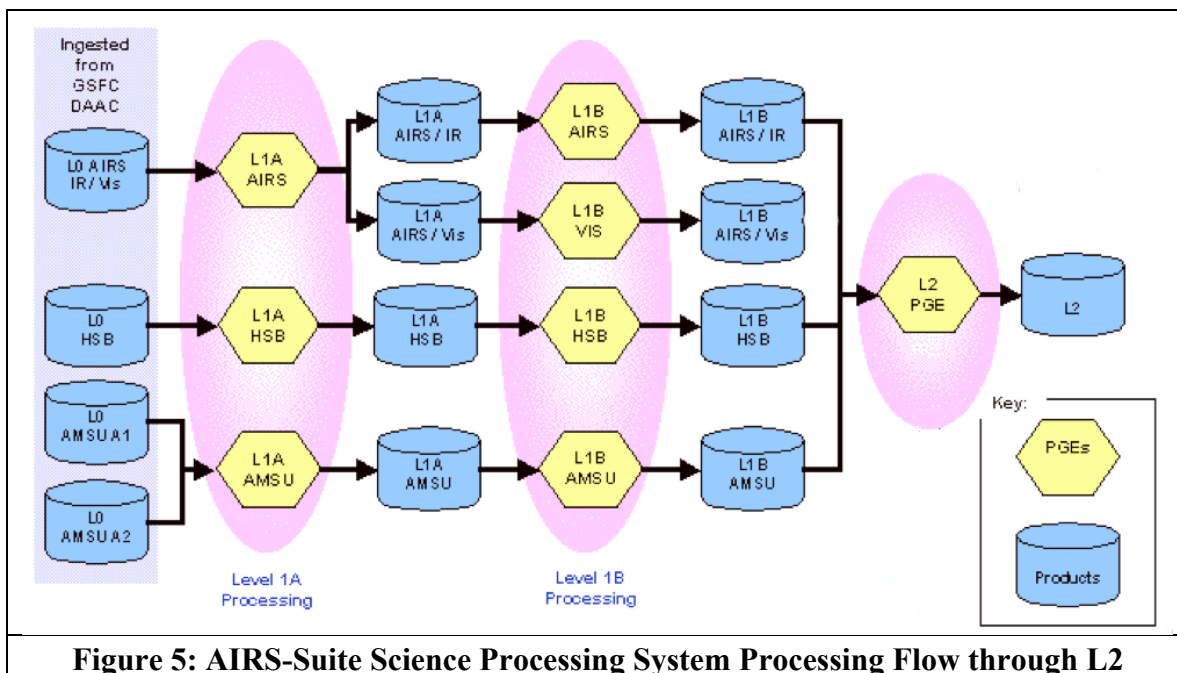 Ingested
from
GSFC
DAAC
L0 AIRS
IR / Vis
L1A
AIRS
L1A
AIRS / IR
L1B
AIRS
L1B
AIRS / IR
L1A
AIRS / Vis
L1B
VIS
L1B
AIRS / Vis
L0
HSB
L1A
HSB
L1A
HSB
L1B
HSB
L1B
HSB
L2
PGE
L2
L0
AMSU A1
L0
AMSU A2
L1A
AMSU
L1A
AMSU
L1B
AMSU
L1B
AMSU
Level 1A
Processing
Level 1B
Processing
Key:
PGEs
Products
Figure 5: AIRS-Suite Science Processing System Processing Flow through L2